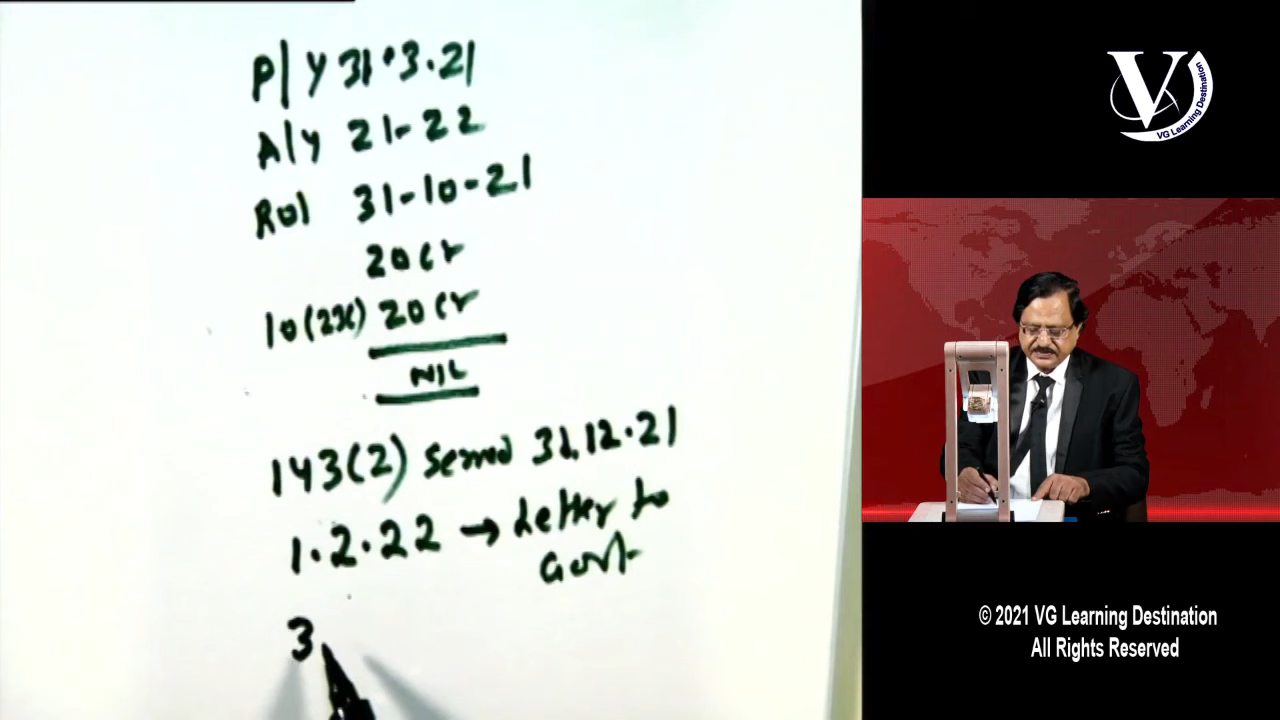 P/Y 31.3.21
A/Y 21-22
ROI 31-10-21
20 cr
10(23C) 20 cr
NIL
143(2) Served 31.12.21
1.2.22 → Letter to
Govt.
3
V
VG Learning Destination
© 2021 VG Learning Destination
All Rights Reserved